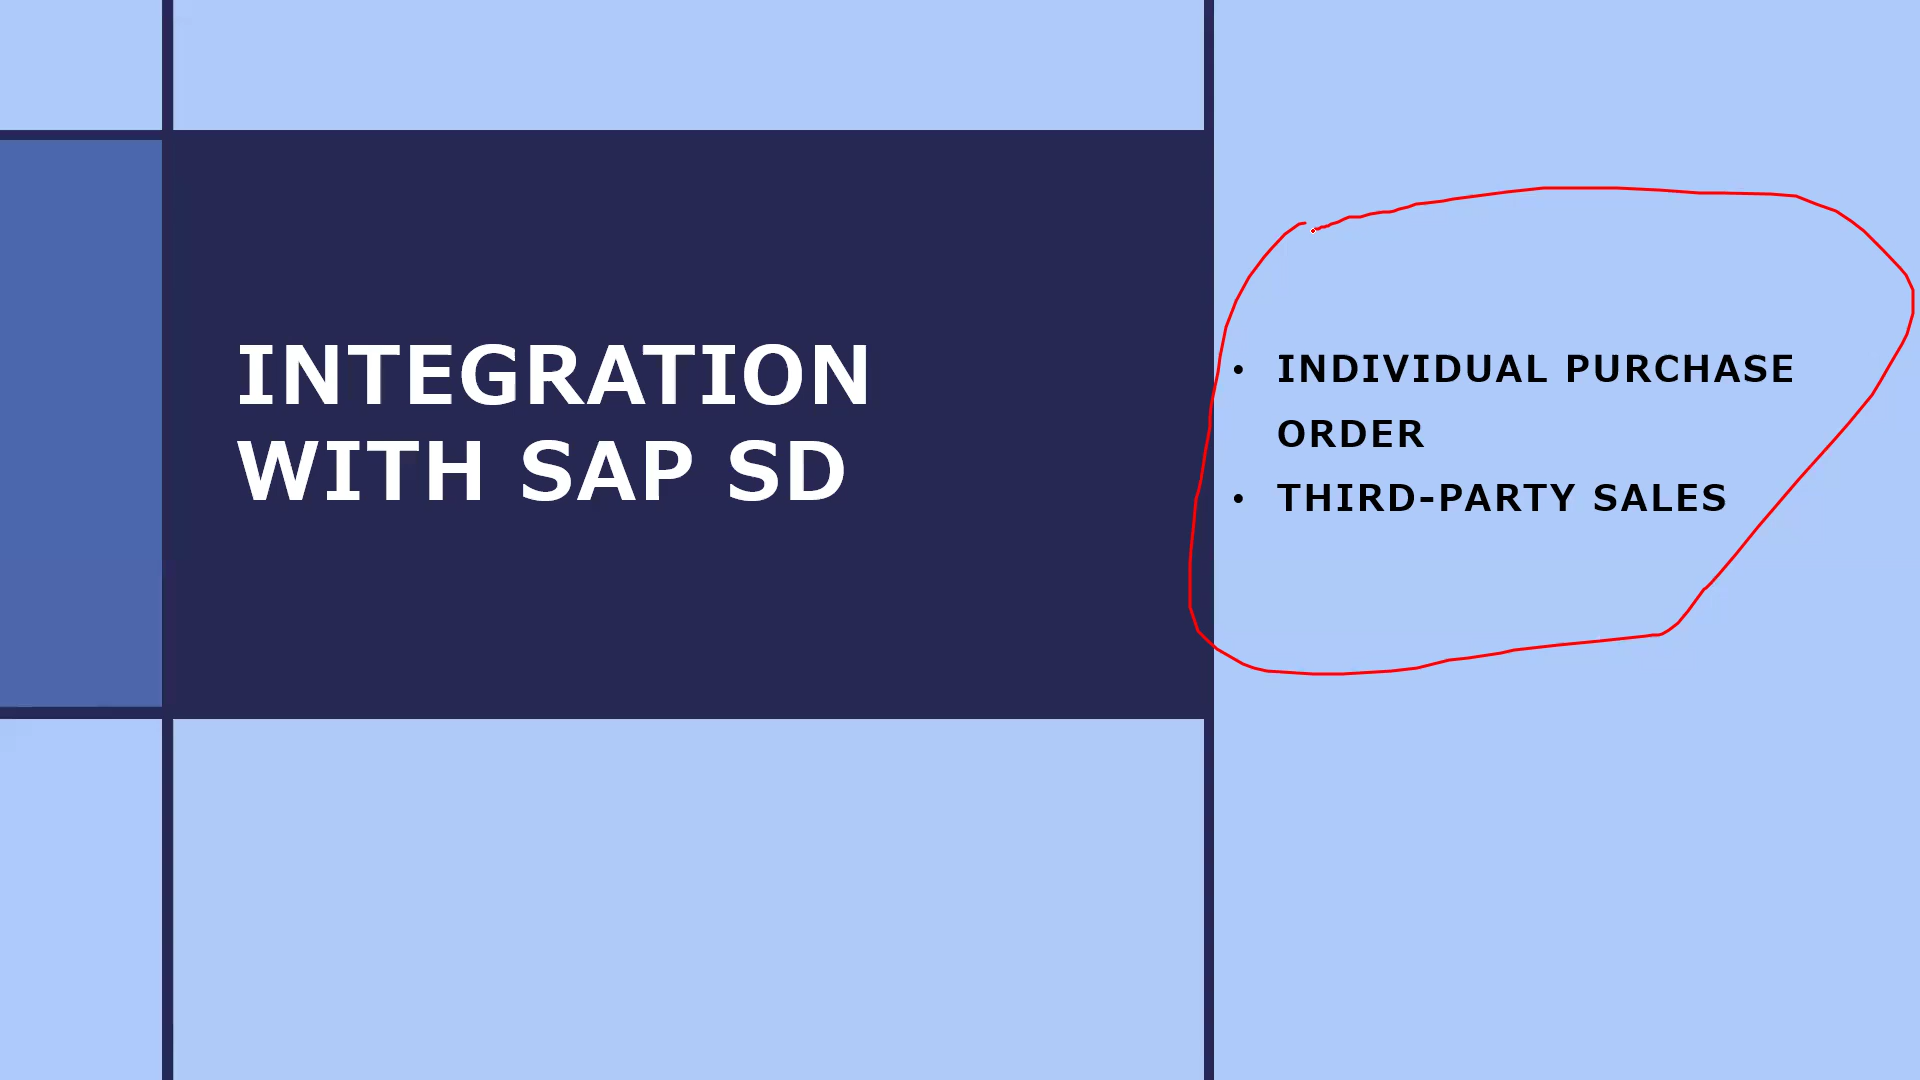 INTEGRATION
WITH SAP SD
• INDIVIDUAL PURCHASE
ORDER
• THIRD-PARTY SALES